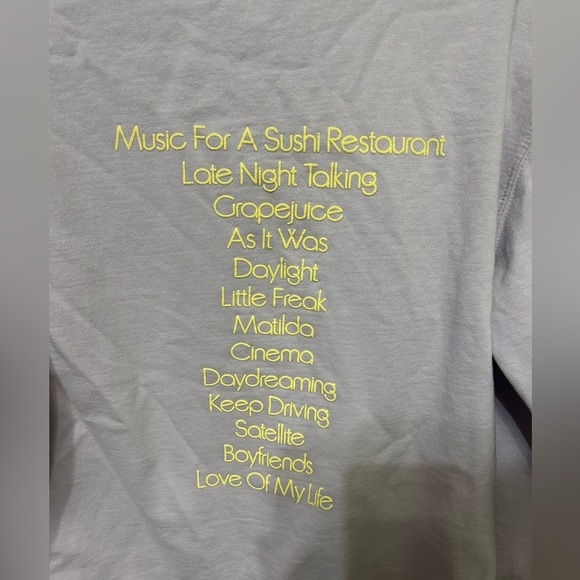 Music For A Sushi Restaurant
Late Night Talking
Grapejuice
As It Was
Daylight
Little Freak
Matilda
Cinema
Daydreaming
Keep Driving
Satellite
Boyfriends
Love Of My Life